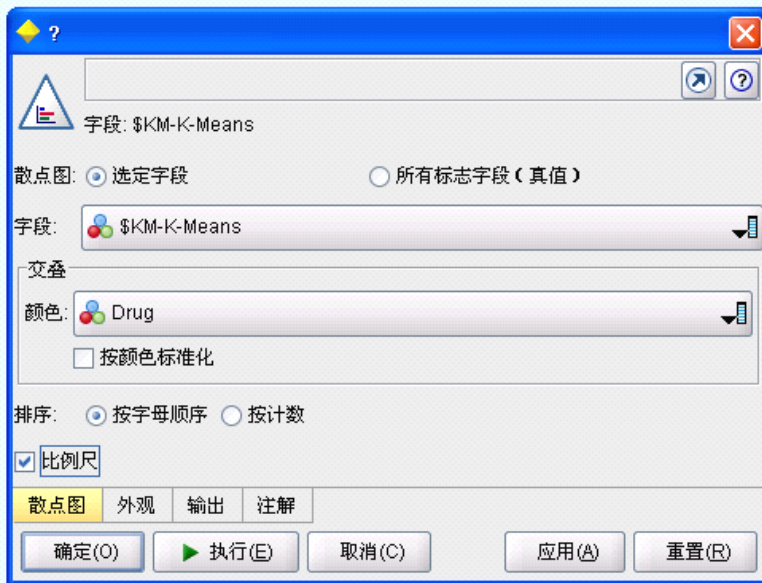 ?
字段: $KM-K-Means
散点图: 选定字段 所有标志字段(真值)
字段: $KM-K-Means
交叠
颜色: Drug
按颜色标准化
排序: 按字母顺序 按计数
比例尺
散点图 外观 输出 注解
确定(O) 执行(E) 取消(C) 应用(A) 重置(R)